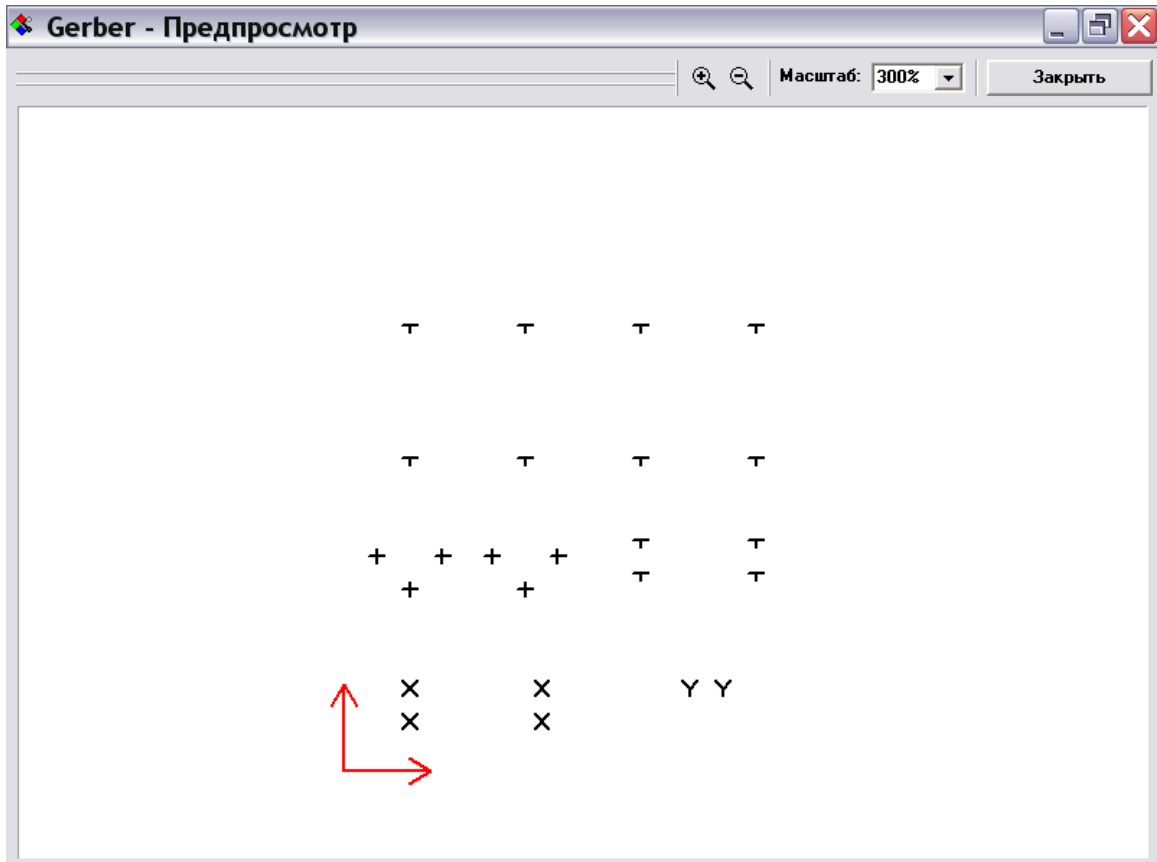 Gerber - Предпросмотр
Масштаб: 300% Закрыть
T T T T
T T T T
T T
+ + + +
T T
+ +
X X Y Y
X X